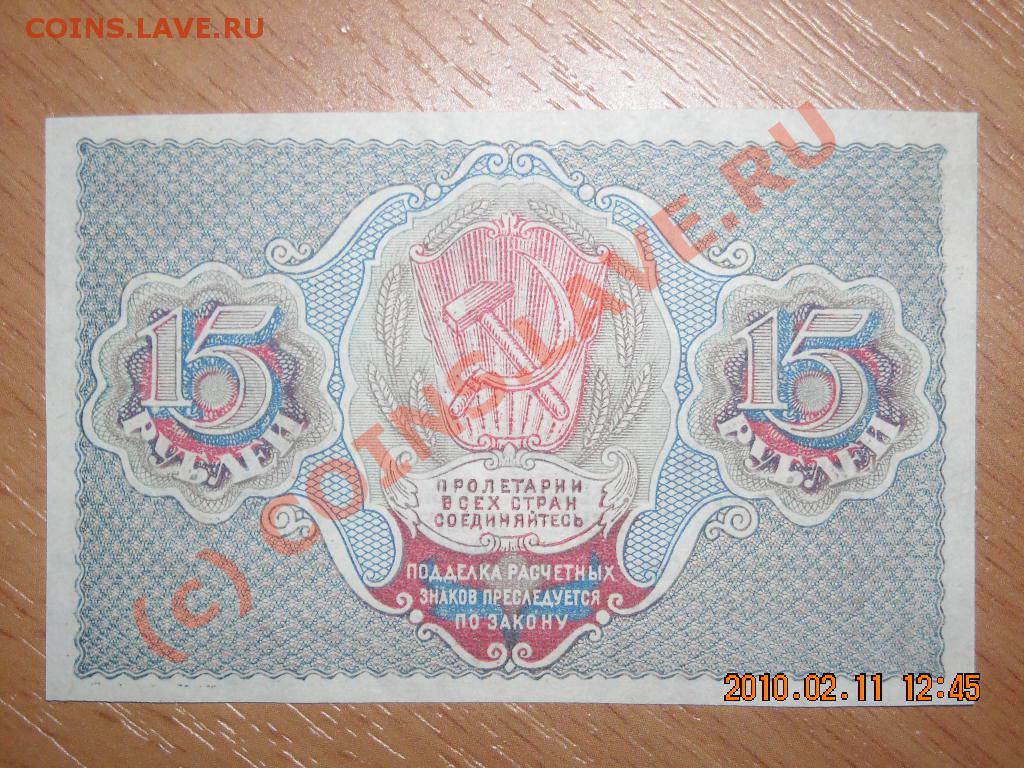 COINS.LAVE.RU
(c) COINS.LAVE.RU
15
РУБЛЕЙ
15
РУБЛЕЙ
ПРОЛЕТАРИИ
ВСЕХ СТРАН
СОЕДИНЯЙТЕСЬ
ПОДДЕЛКА РАСЧЕТНЫХ
ЗНАКОВ ПРЕСЛЕДУЕТСЯ
ПО ЗАКОНУ
2010.02.11 12:45